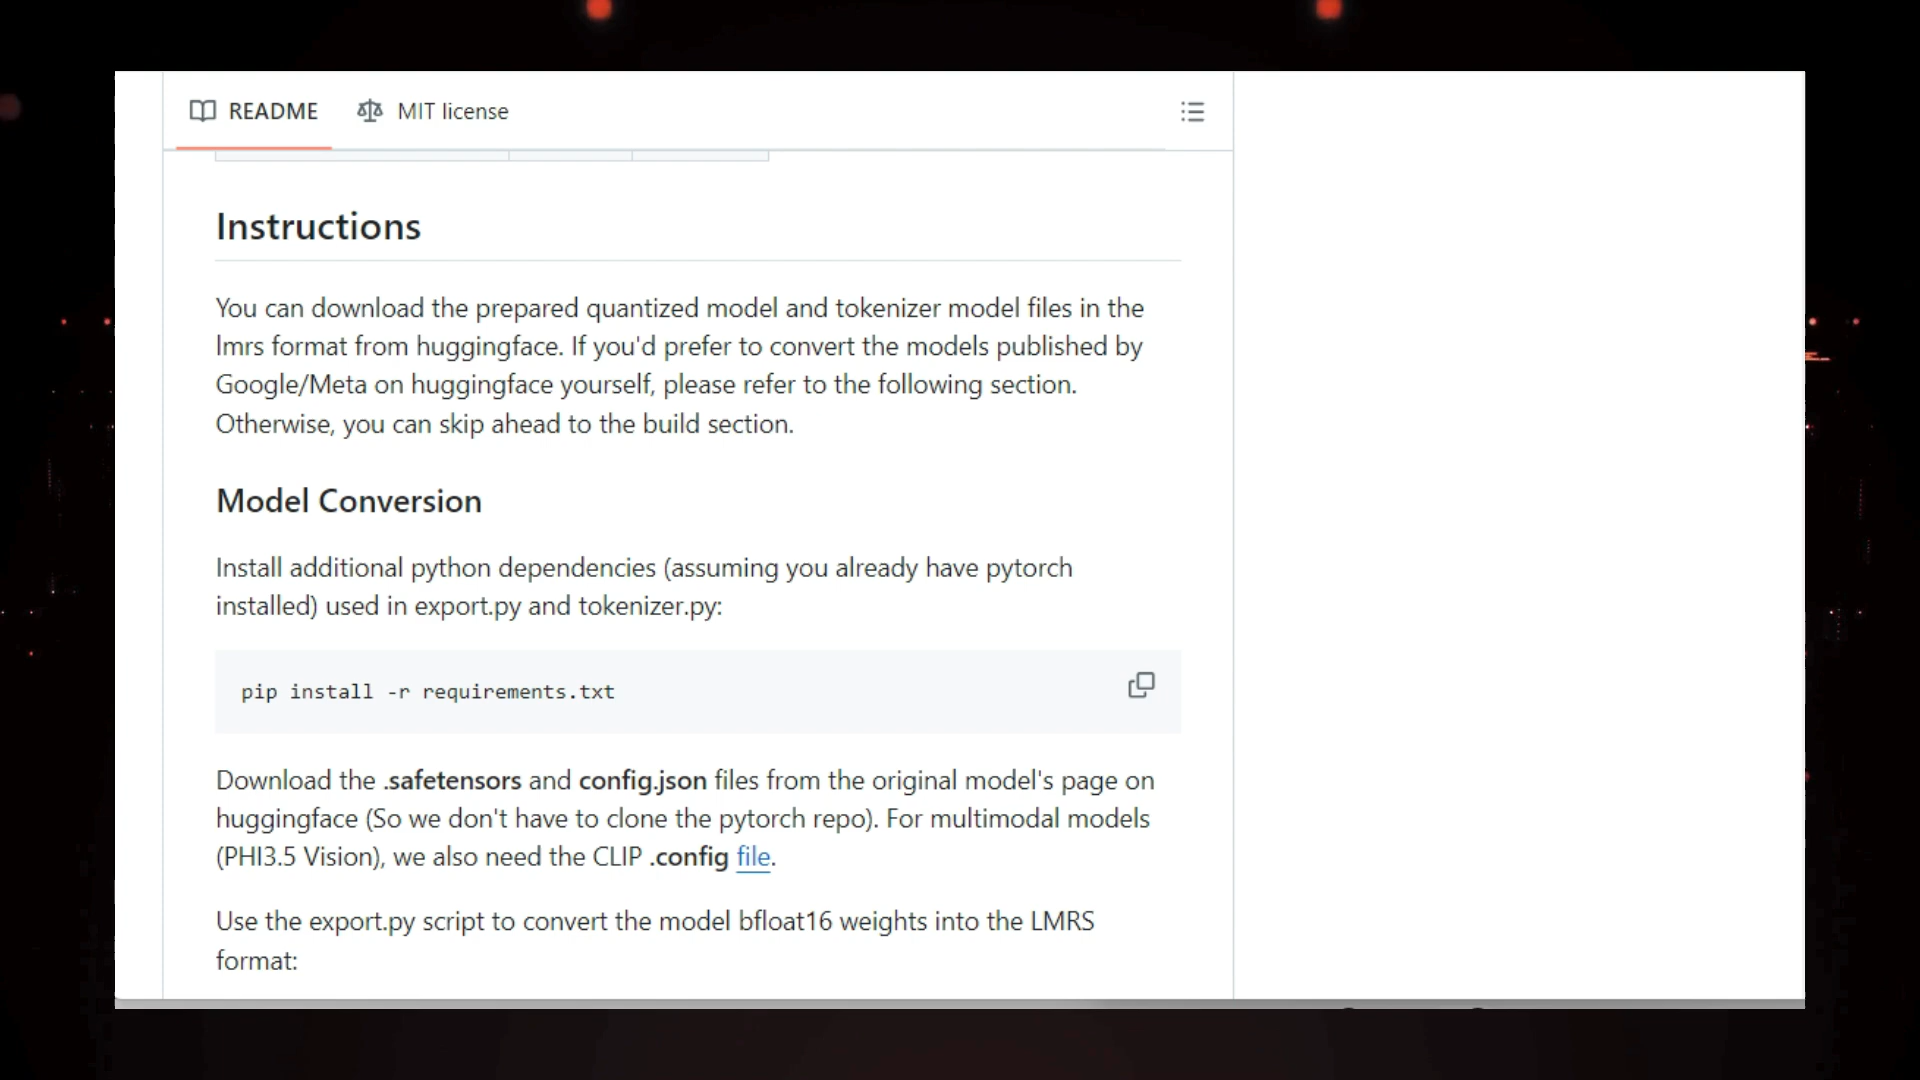 README
MIT license
Instructions
You can download the prepared quantized model and tokenizer model files in the
lmrs format from huggingface. If you'd prefer to convert the models published by
Google/Meta on huggingface yourself, please refer to the following section.
Otherwise, you can skip ahead to the build section.
Model Conversion
Install additional python dependencies (assuming you already have pytorch
installed) used in export.py and tokenizer.py:
pip install -r requirements.txt
Download the .safetensors and config.json files from the original model's page on
huggingface (So we don't have to clone the pytorch repo). For multimodal models
(PHI3.5 Vision), we also need the CLIP .config file.
Use the export.py script to convert the model bfloat16 weights into the LMRS
format: